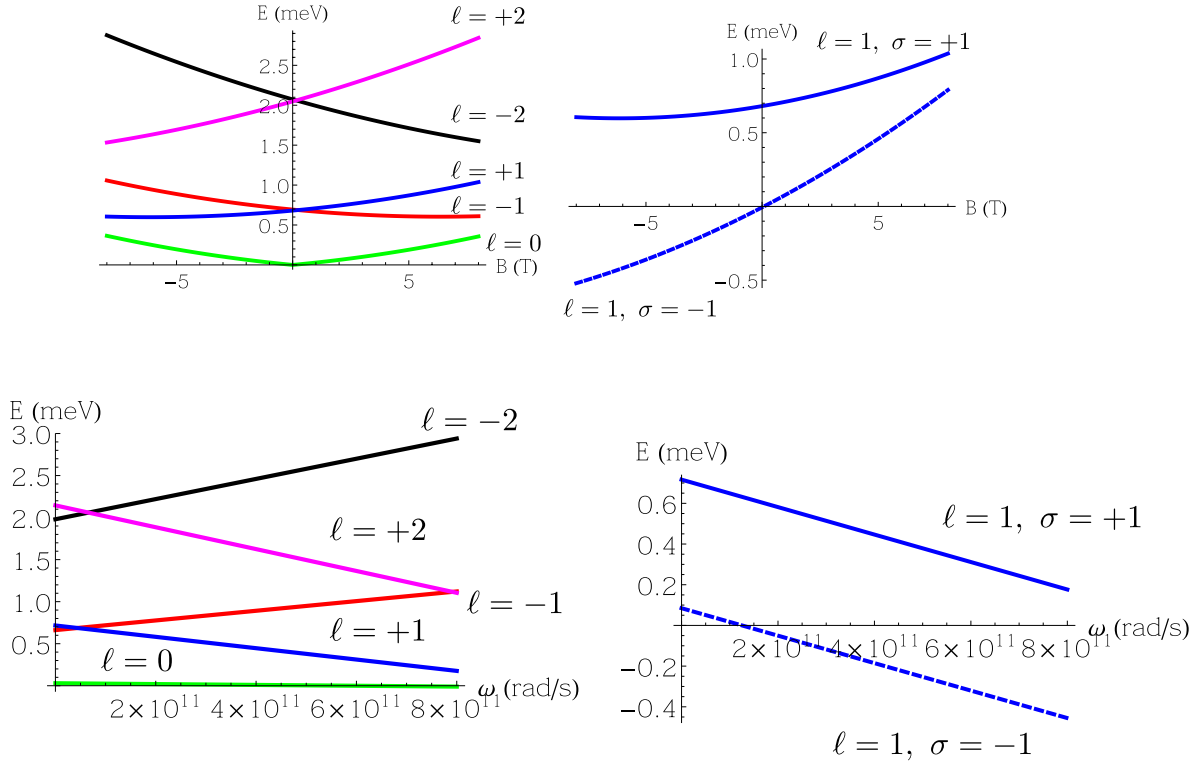 E (meV)
ℓ = +2
2.5
2.0
ℓ = −2
1.5
ℓ = +1
1.0
ℓ = −1
0.5
ℓ = 0
B (T)
−5
5
E (meV)
ℓ = 1, σ = +1
1.0
0.5
−5
5
B (T)
−0.5
ℓ = 1, σ = −1
E (meV)
ℓ = −2
3.0
2.5
2.0
ℓ = +2
1.5
1.0
ℓ = −1
ℓ = +1
0.5
ℓ = 0
ω (rad/s)
2×10¹¹ 4×10¹¹ 6×10¹¹ 8×10¹¹
E (meV)
0.6
ℓ = 1, σ = +1
0.4
0.2
ω (rad/s)
2×10¹¹ 4×10¹¹ 6×10¹¹ 8×10¹¹
−0.2
−0.4
ℓ = 1, σ = −1